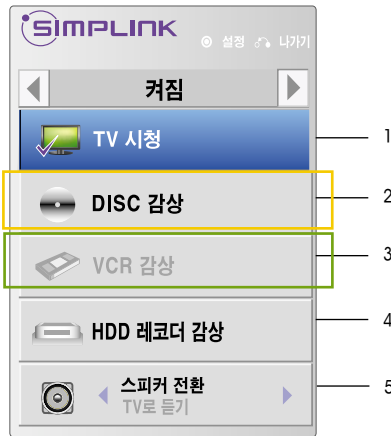 SIMPLINK
설정 나가기
켜짐
TV 시청
1
DISC 감상
2
VCR 감상
3
HDD 레코더 감상
4
스피커 전환
TV로 듣기
5